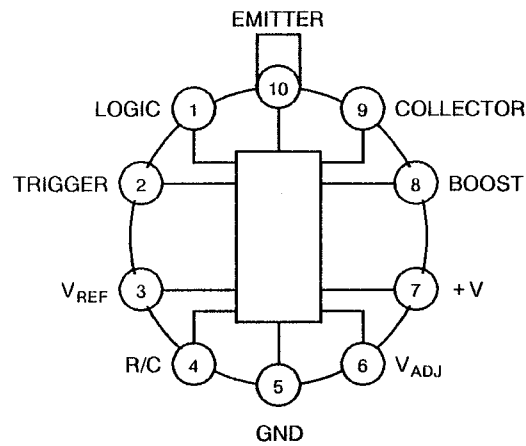 EMITTER
10
LOGIC 1 9 COLLECTOR
TRIGGER 2 8 BOOST
VREF 3 7 +V
R/C 4 6 VADJ
5
GND